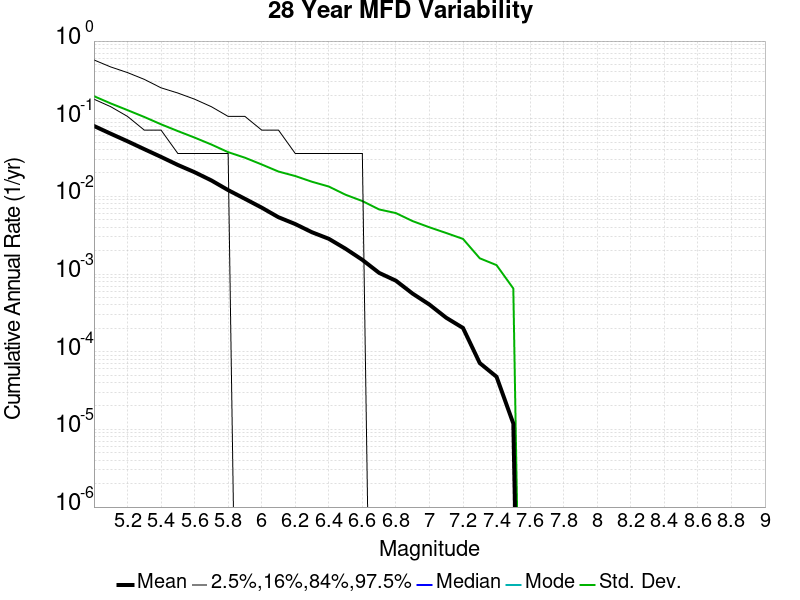 28 Year MFD Variability
Cumulative Annual Rate (1/yr)
10^0
10^-1
10^-2
10^-3
10^-4
10^-5
10^-6
5.2 5.4 5.6 5.8 6 6.2 6.4 6.6 6.8 7 7.2 7.4 7.6 7.8 8 8.2 8.4 8.6 8.8 9
Magnitude
Mean 2.5%,16%,84%,97.5% Median Mode Std. Dev.